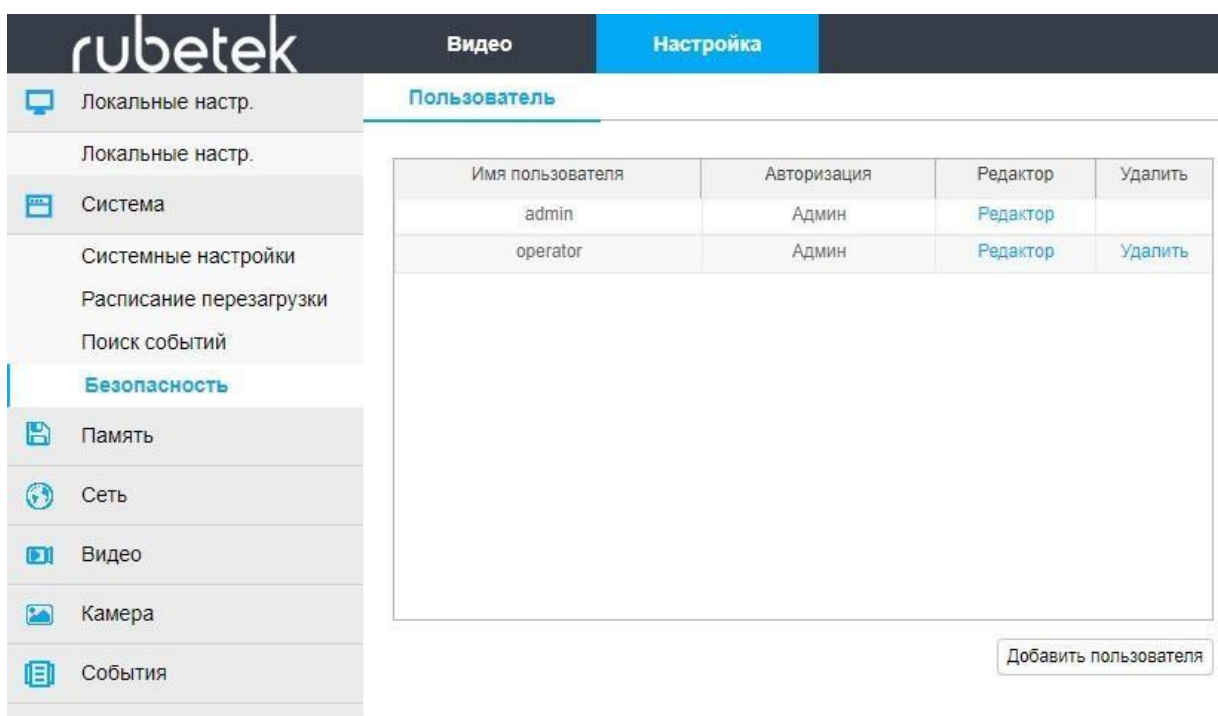 rubetek Видео Настройка
Локальные настр.
Локальные настр.
Система
Системные настройки
Расписание перезагрузки
Поиск событий
Безопасность
Память
Сеть
Видео
Камера
События
Пользователь
Имя пользователя Авторизация Редактор Удалить
admin Админ Редактор
operator Админ Редактор Удалить
Добавить пользователя